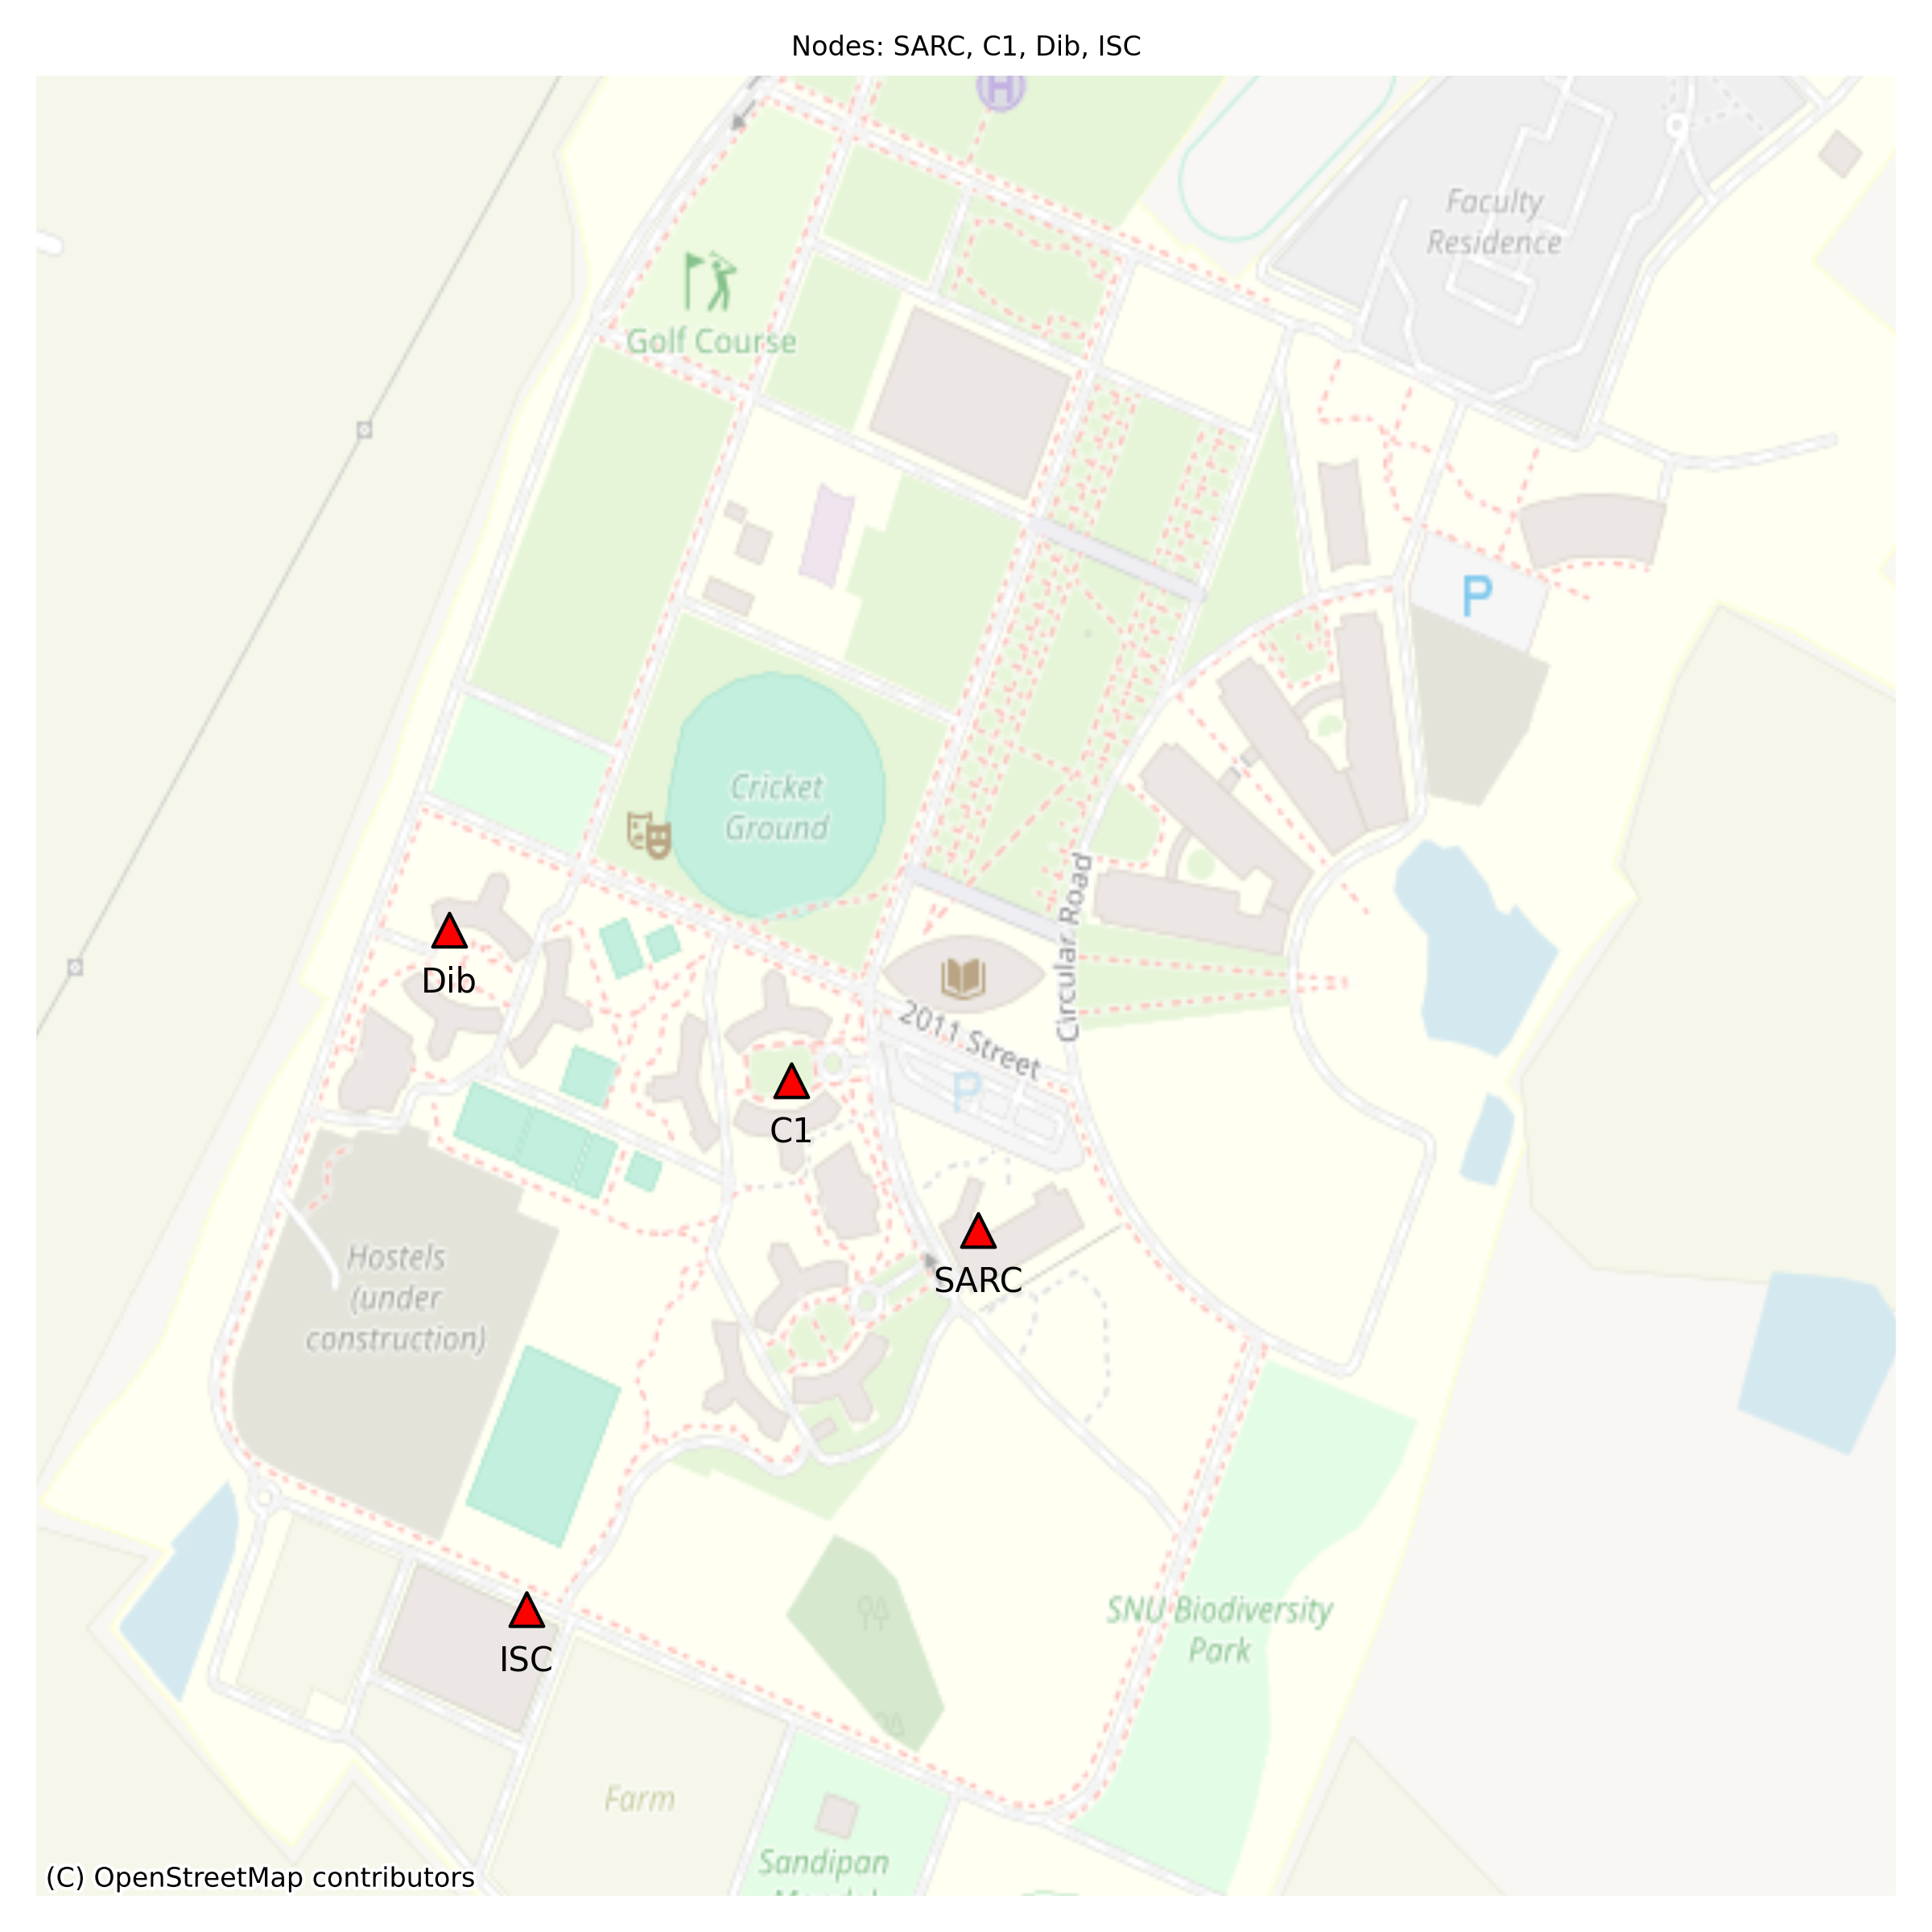 Nodes: SARC, C1, Dib, ISC
H
Faculty
Residence
Golf Course
P
Cricket
Ground
Circular Road
Dib
2011 Street
P
C1
SARC
Hostels
(under
construction)
SNU Biodiversity
Park
ISC
Farm
Sandipan
(C) OpenStreetMap contributors